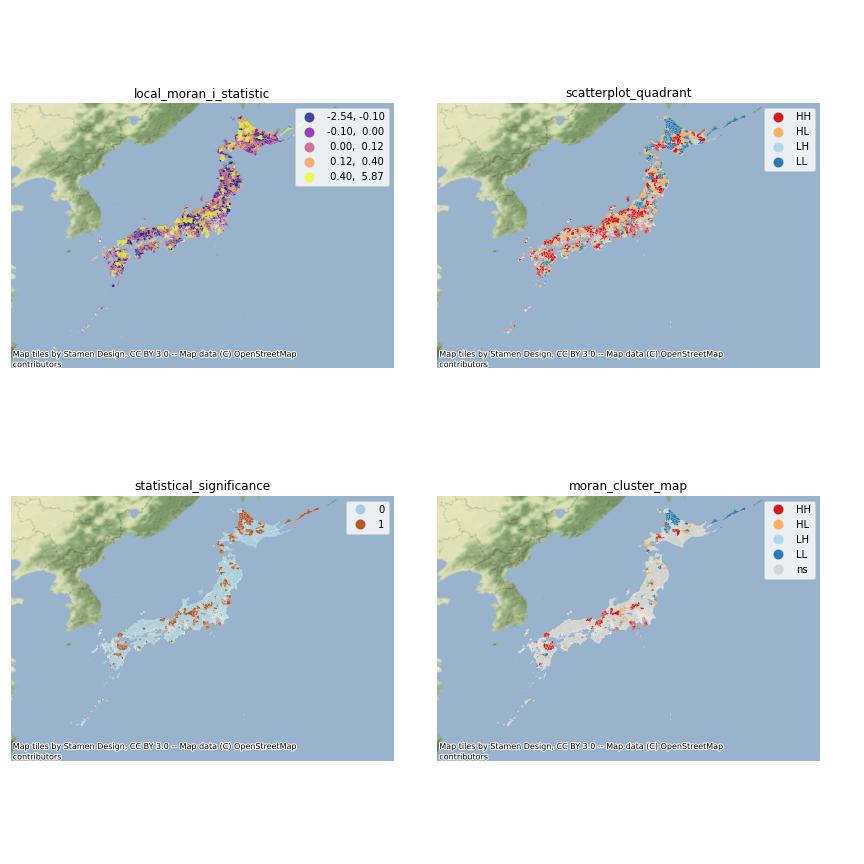 local_moran_i_statistic
-2.54, -0.10
-0.10, 0.00
0.00, 0.12
0.12, 0.40
0.40, 5.87
Map tiles by Stamen Design, CC BY 3.0 -- Map data (C) OpenStreetMap
contributors
scatterplot_quadrant
HH
HL
LH
LL
Map tiles by Stamen Design, CC BY 3.0 -- Map data (C) OpenStreetMap
contributors
statistical_significance
0
1
Map tiles by Stamen Design, CC BY 3.0 -- Map data (C) OpenStreetMap
contributors
moran_cluster_map
HH
HL
LH
LL
ns
Map tiles by Stamen Design, CC BY 3.0 -- Map data (C) OpenStreetMap
contributors